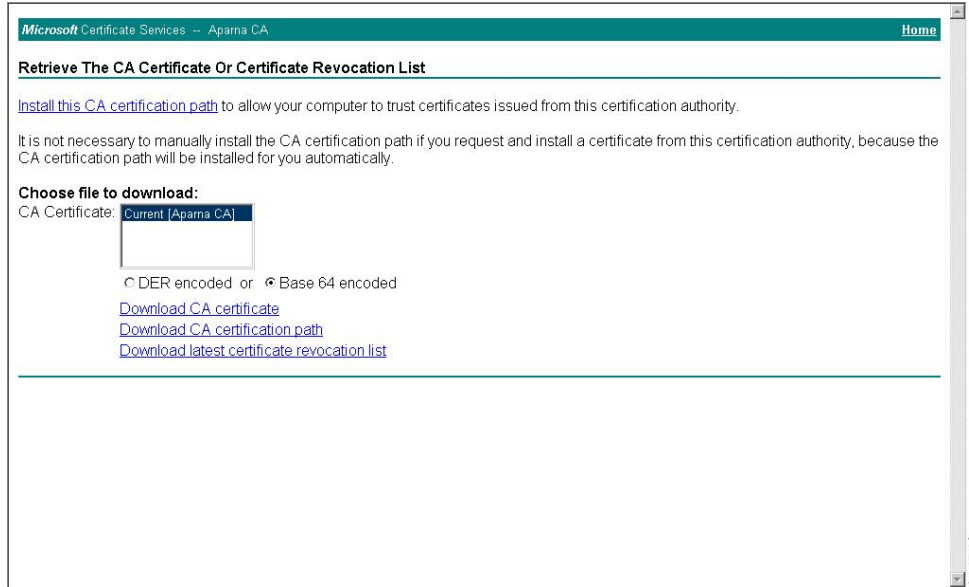 Microsoft Certificate Services -- Aparna CA Home
Retrieve The CA Certificate Or Certificate Revocation List
Install this CA certification path to allow your computer to trust certificates issued from this certification authority.
It is not necessary to manually install the CA certification path if you request and install a certificate from this certification authority, because the
CA certification path will be installed for you automatically.
Choose file to download:
CA Certificate: Current [Aparna CA]
DER encoded or Base 64 encoded
Download CA certificate
Download CA certification path
Download latest certificate revocation list